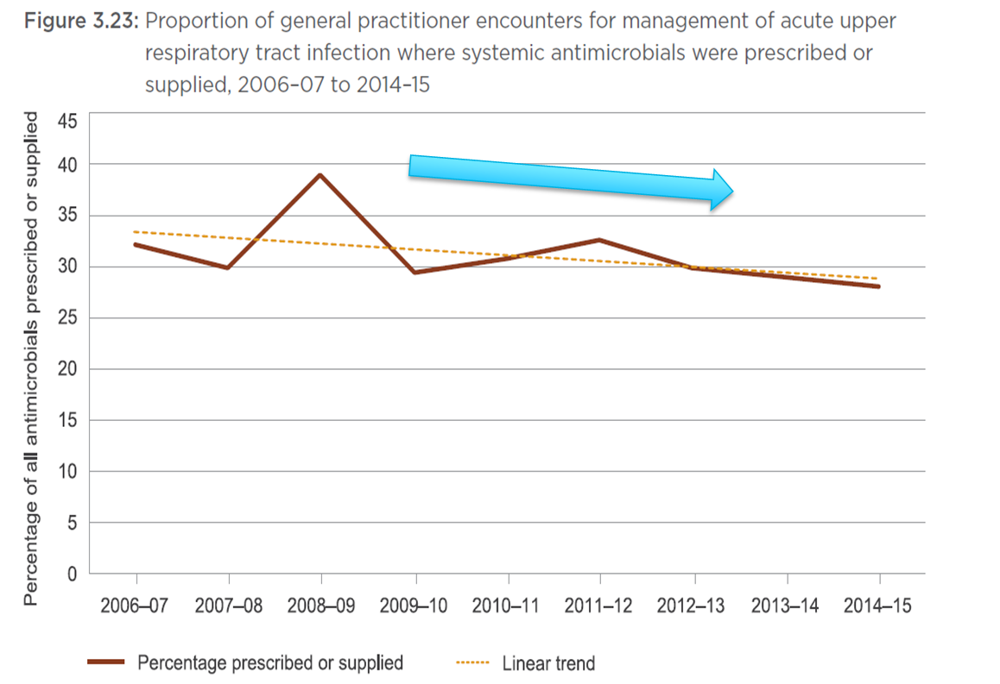 Figure 3.23: Proportion of general practitioner encounters for management of acute upper
respiratory tract infection where systemic antimicrobials were prescribed or
supplied, 2006–07 to 2014–15
Percentage of all antimicrobials prescribed or supplied
45
40
35
30
25
20
15
10
5
0
2006–07 2007–08 2008–09 2009–10 2010–11 2011–12 2012–13 2013–14 2014–15
Percentage prescribed or supplied Linear trend